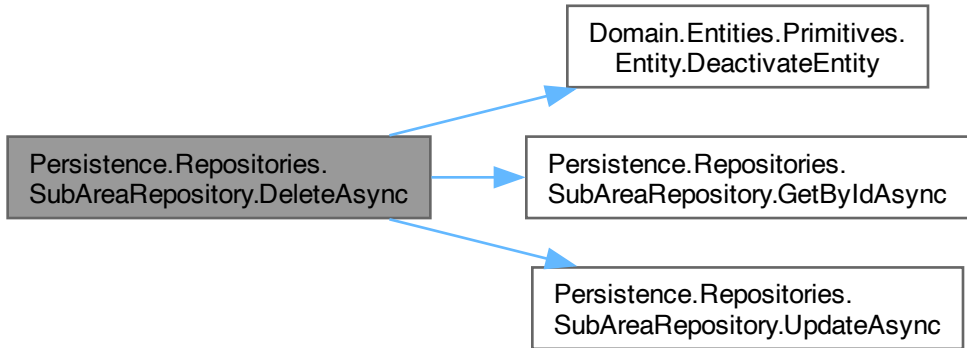 Domain.Entities.Primitives.
Entity.DeactivateEntity
Persistence.Repositories.
SubAreaRepository.DeleteAsync
Persistence.Repositories.
SubAreaRepository.GetByIdAsync
Persistence.Repositories.
SubAreaRepository.UpdateAsync